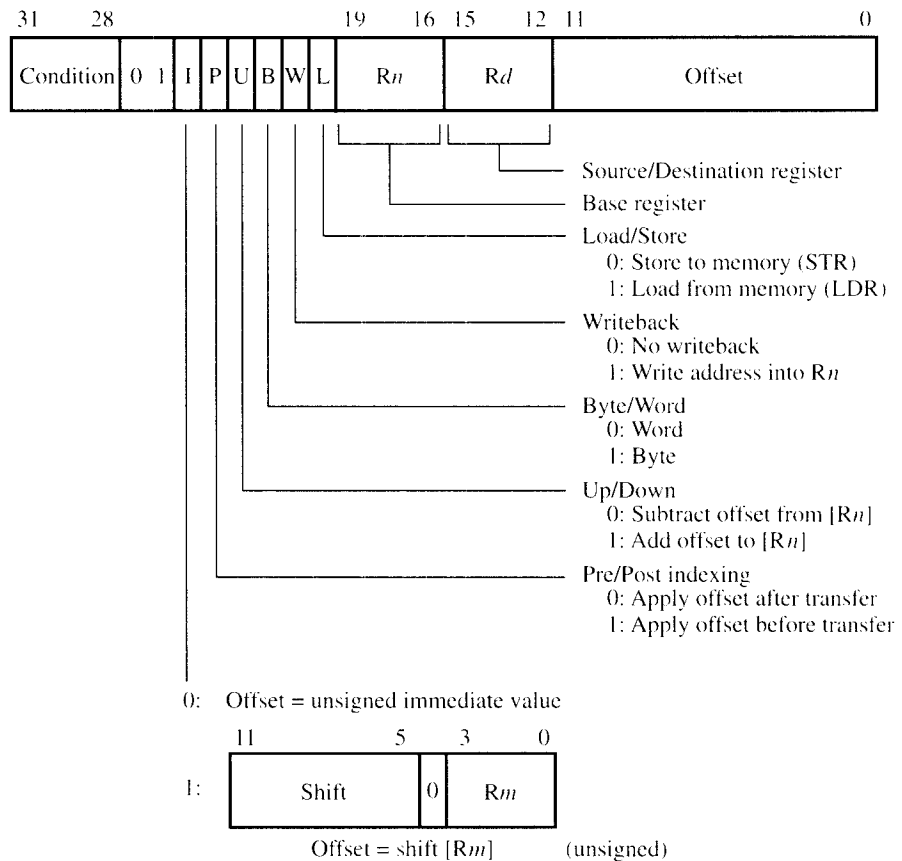 31 28 19 16 15 12 11 0
Condition 0 1 I P U B W L Rn Rd Offset
Source/Destination register
Base register
Load/Store
0: Store to memory (STR)
1: Load from memory (LDR)
Writeback
0: No writeback
1: Write address into Rn
Byte/Word
0: Word
1: Byte
Up/Down
0: Subtract offset from [Rn]
1: Add offset to [Rn]
Pre/Post indexing
0: Apply offset after transfer
1: Apply offset before transfer
0: Offset = unsigned immediate value
11 5 3 0
1: Shift 0 Rm
Offset = shift [Rm] (unsigned)